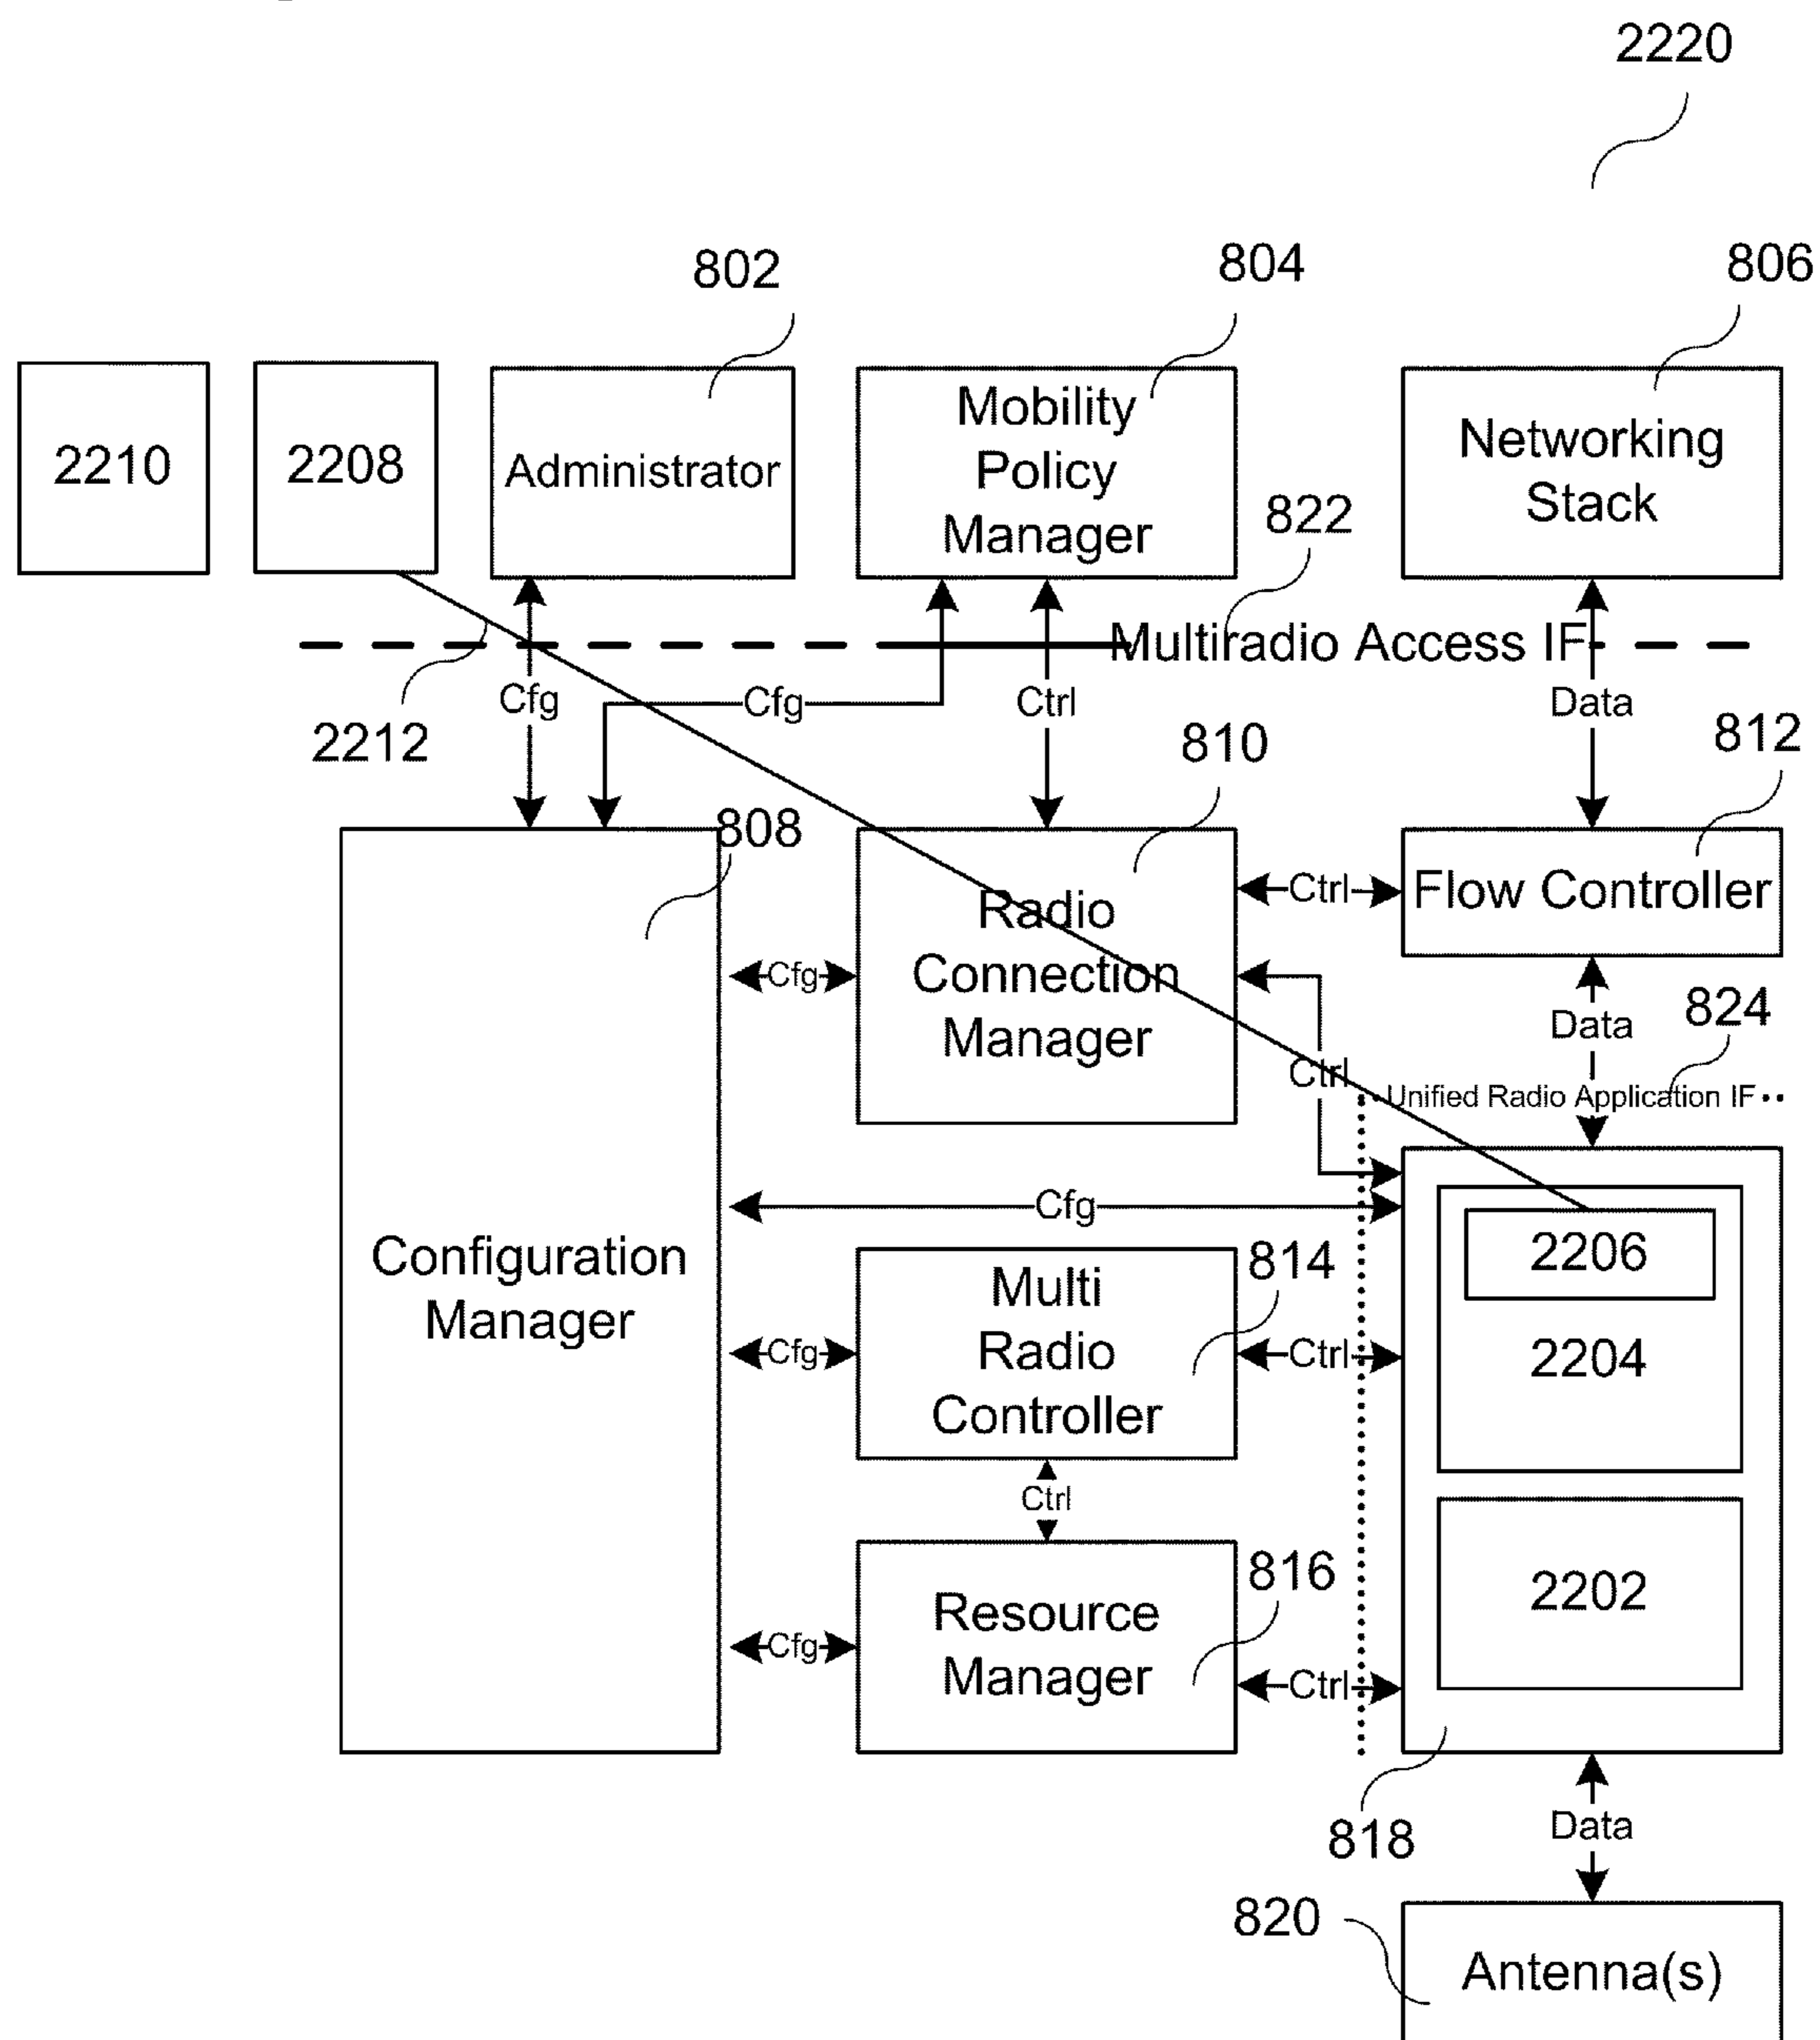 2220
802
804
806
2210
2208
Administrator
Mobility
Policy
Manager
Networking
Stack
822
Multiradio Access IF
2212
Cfg
Cfg
Ctrl
Data
810
812
808
Radio
Connection
Manager
Ctrl
Flow Controller
Cfg
Data
824
Ctrl
Unified Radio Application IF
Cfg
2206
Configuration
Manager
Multi
Radio
Controller
814
Cfg
Ctrl
2204
Ctrl
816
Resource
Manager
2202
Cfg
Ctrl
818
Data
820
Antenna(s)